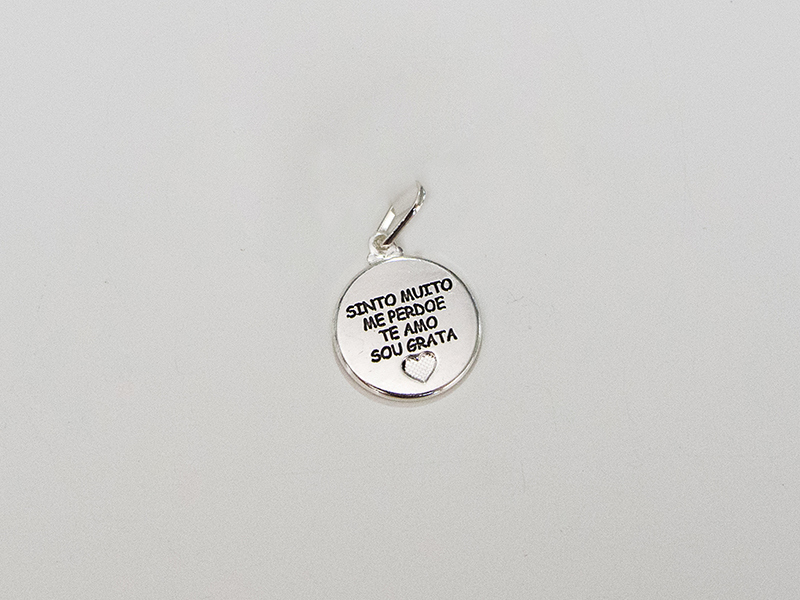 SINTO MUITO
ME PERDOE
TE AMO
SOU GRATA